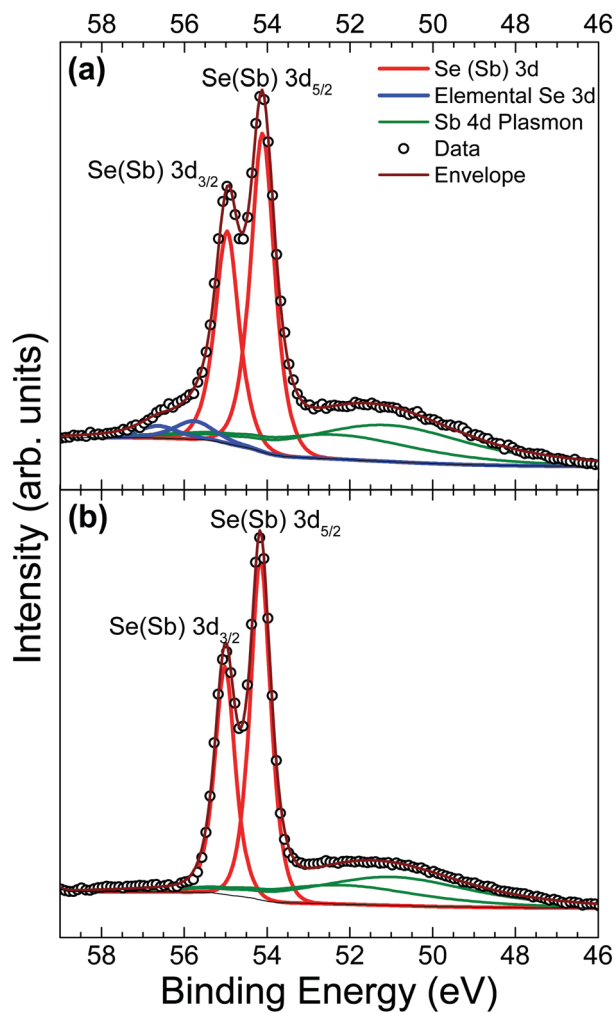 58 56 54 52 50 48 46
(a)
Se(Sb) 3d5/2
Se (Sb) 3d
Elemental Se 3d
Sb 4d Plasmon
Data
Envelope
Se(Sb) 3d3/2
Intensity (arb. units)
(b)
Se(Sb) 3d5/2
Se(Sb) 3d3/2
58 56 54 52 50 48 46
Binding Energy (eV)